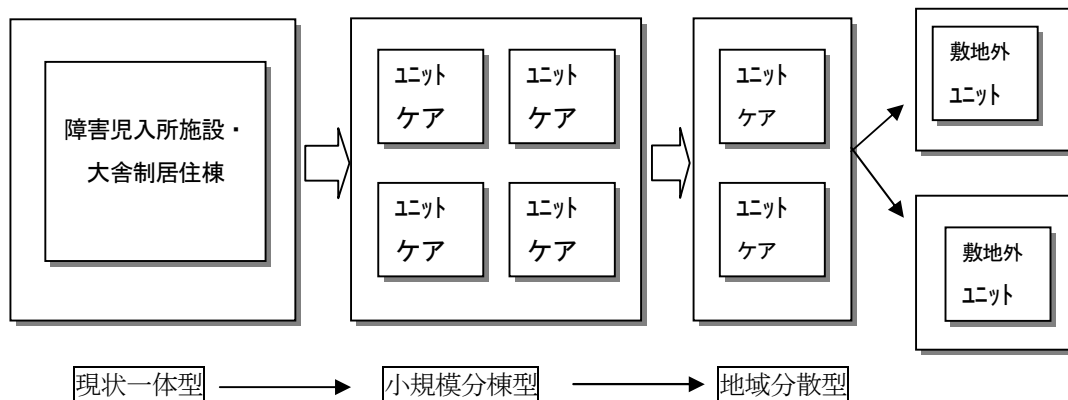 障害児入所施設・
大舎制居住棟
ﾕﾆｯﾄ
ケア
ﾕﾆｯﾄ
ケア
ﾕﾆｯﾄ
ケア
ﾕﾆｯﾄ
ケア
ﾕﾆｯﾄ
ケア
ﾕﾆｯﾄ
ケア
敷地外
ﾕﾆｯﾄ
敷地外
ﾕﾆｯﾄ
現状一体型
小規模分棟型
地域分散型